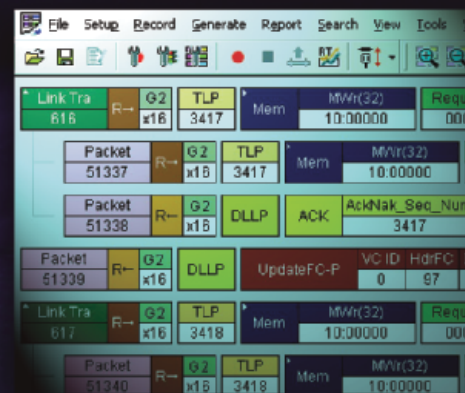 File Setup Record Generate Report Search View Tools
Link Tra R→ G2 TLP Mem MWr(32)
616 x16 3417 10:00000
Packet R→ G2 TLP Mem MWr(32)
51337 x16 3417 10:00000
Packet R← G2 DLLP ACK AckNak_Seq_Num
51338 x16 3417
Packet R← G2 DLLP UpdateFC-P VC ID HdrFC
51339 x16 0 97
Link Tra R→ G2 TLP Mem MWr(32)
617 x16 3418 10:00000
Packet R→ G2 TLP Mem MWr(32)
51340 x16 3418 10:00000